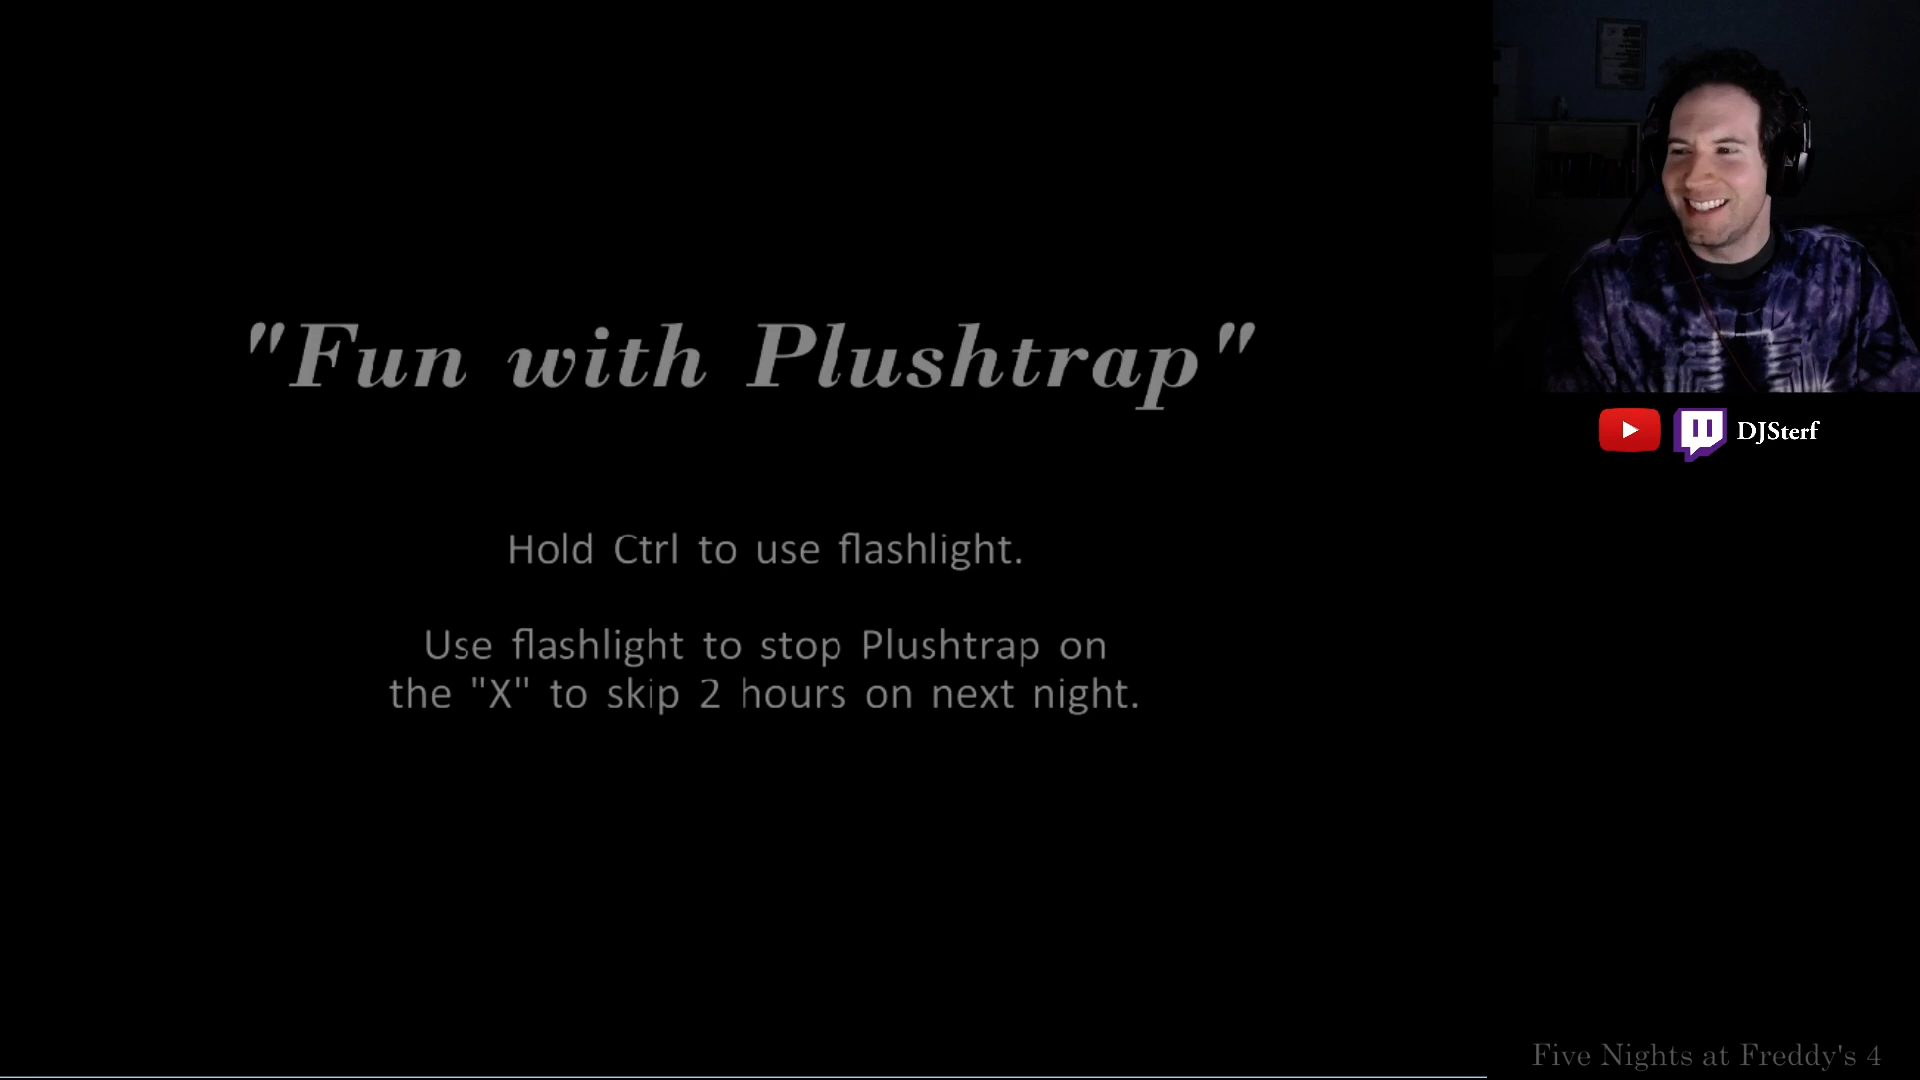 "Fun with Plushtrap"
Hold Ctrl to use flashlight.
Use flashlight to stop Plushtrap on
the "X" to skip 2 hours on next night.
DJSterf
Five Nights at Freddy's 4